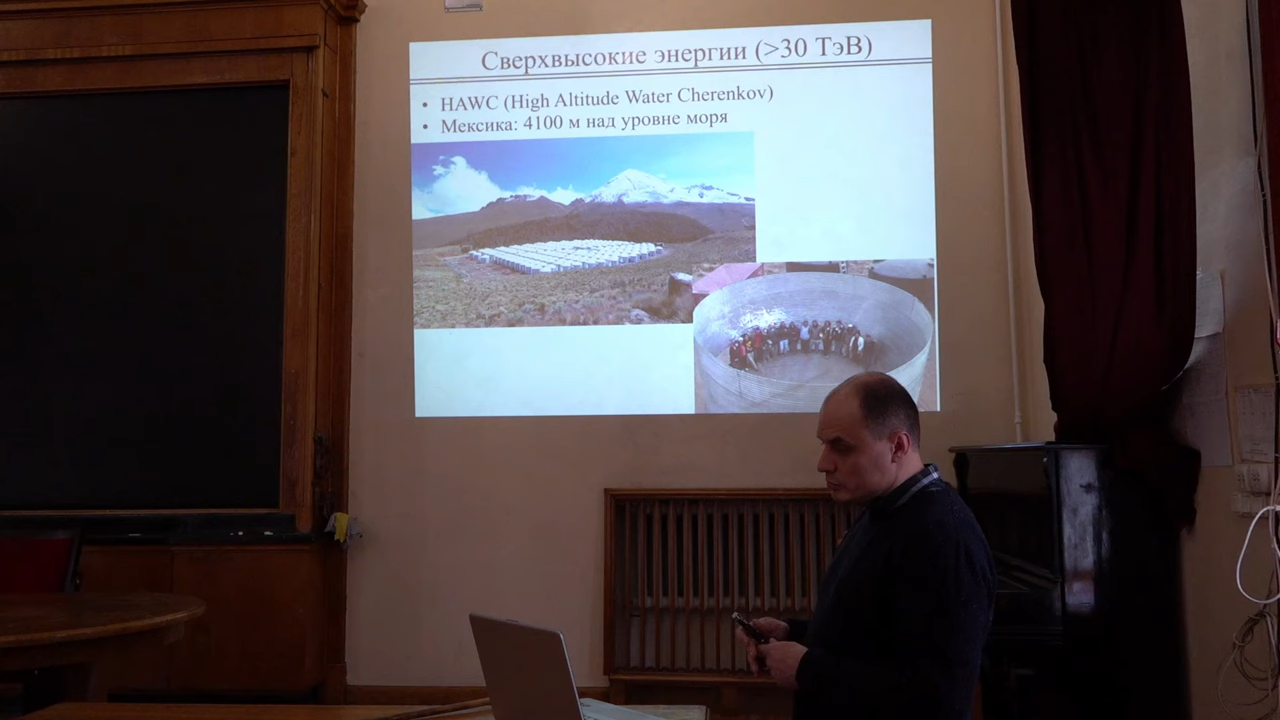 Сверхвысокие энергии (>30 ТэВ)
• HAWC (High Altitude Water Cherenkov)
• Мексика: 4100 м над уровне моря